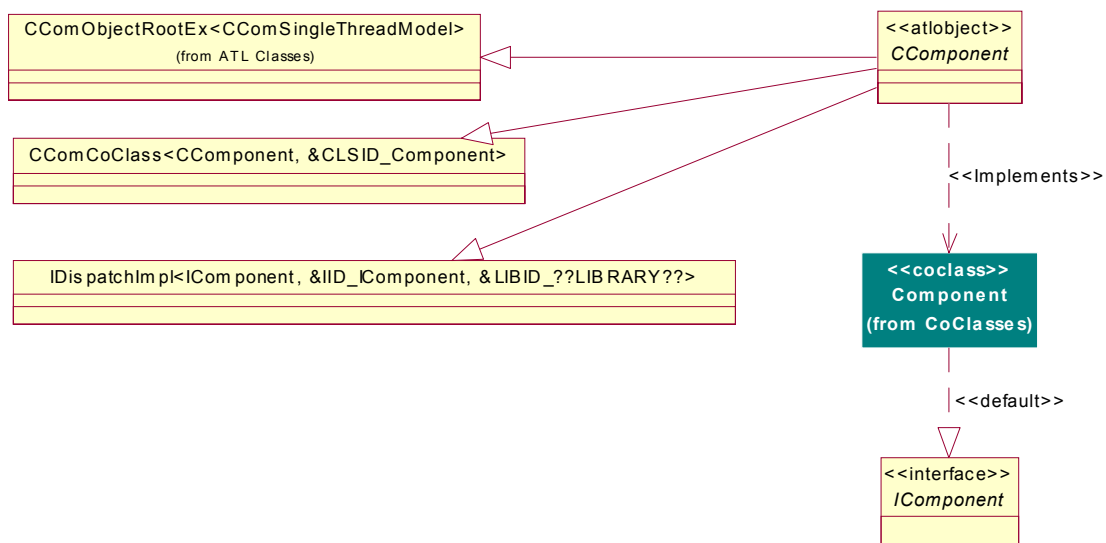 CComObjectRootEx<CComSingleThreadModel>
(from ATL Classes)
<<atlobject>>
CComponent
CComCoClass<CComponent, &CLSID_Component>
<<Implements>>
IDispatchImpl<IComponent, &IID_IComponent, &LIBID_??LIBRARY??>
<<coclass>>
Component
(from CoClasses)
<<default>>
<<interface>>
IComponent